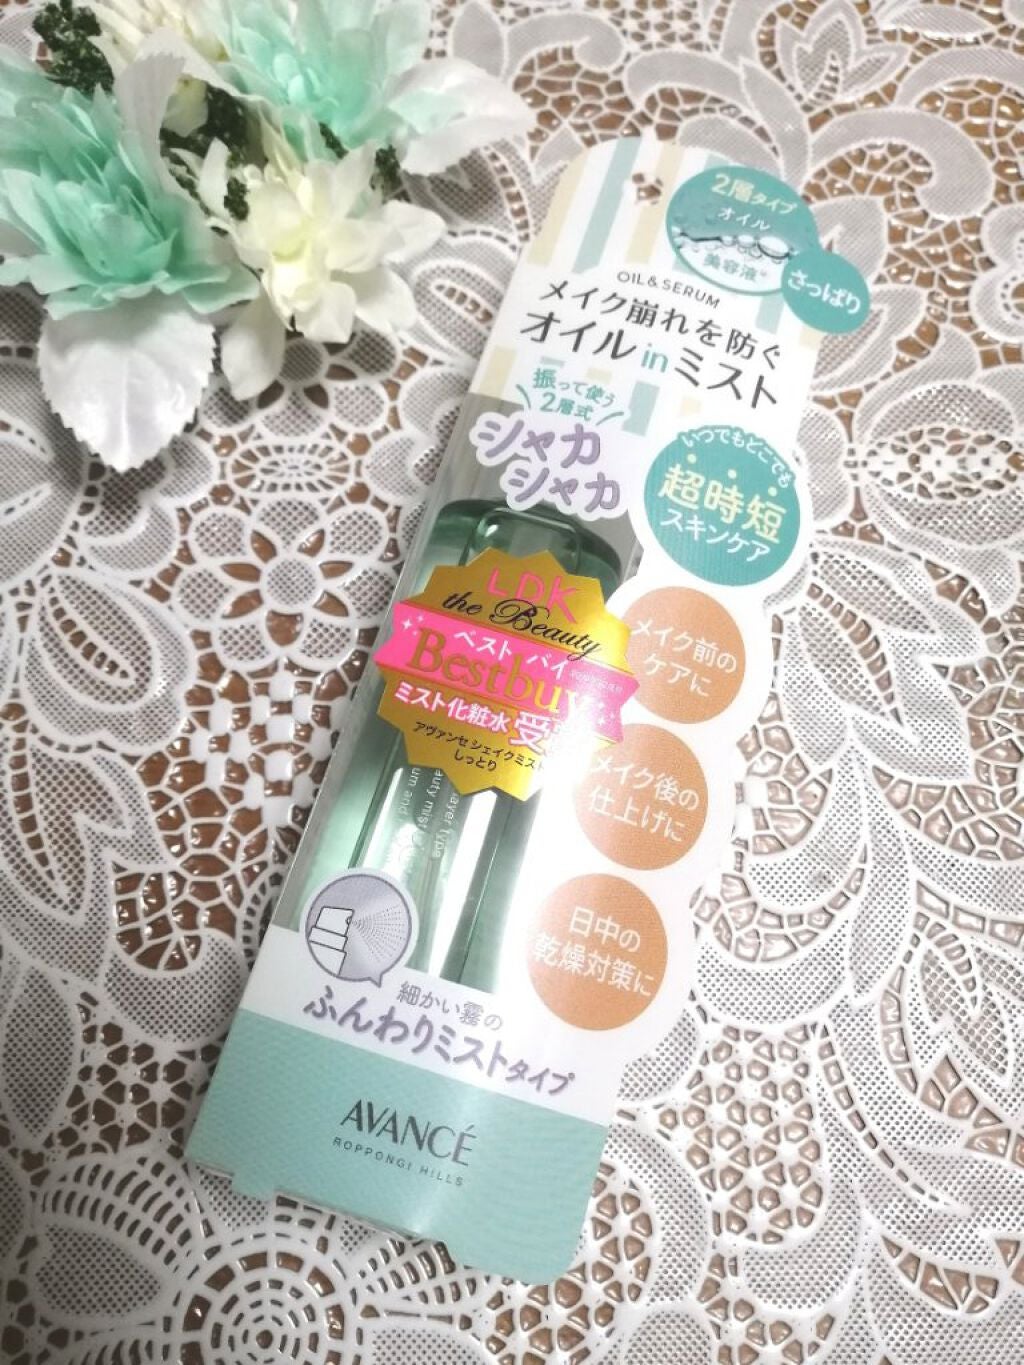 2層タイプ
オイル
美容液
さっぱり
OIL&SERUM
メイク崩れを防ぐ
オイルinミスト
振って使う
2層式
シャカ
シャカ
いつでもどこでも
超時短
スキンケア
LDK
the Beauty
ベストバイ
Bestbuy
ミスト化粧水
アヴァンセ シェイクミスト
しっとり
メイク前の
ケアに
メイク後の
仕上げに
日中の
乾燥対策に
layer type
auty mist
um and
細かい霧の
ふんわりミストタイプ
AVANCÉ
ROPPONGI HILLS